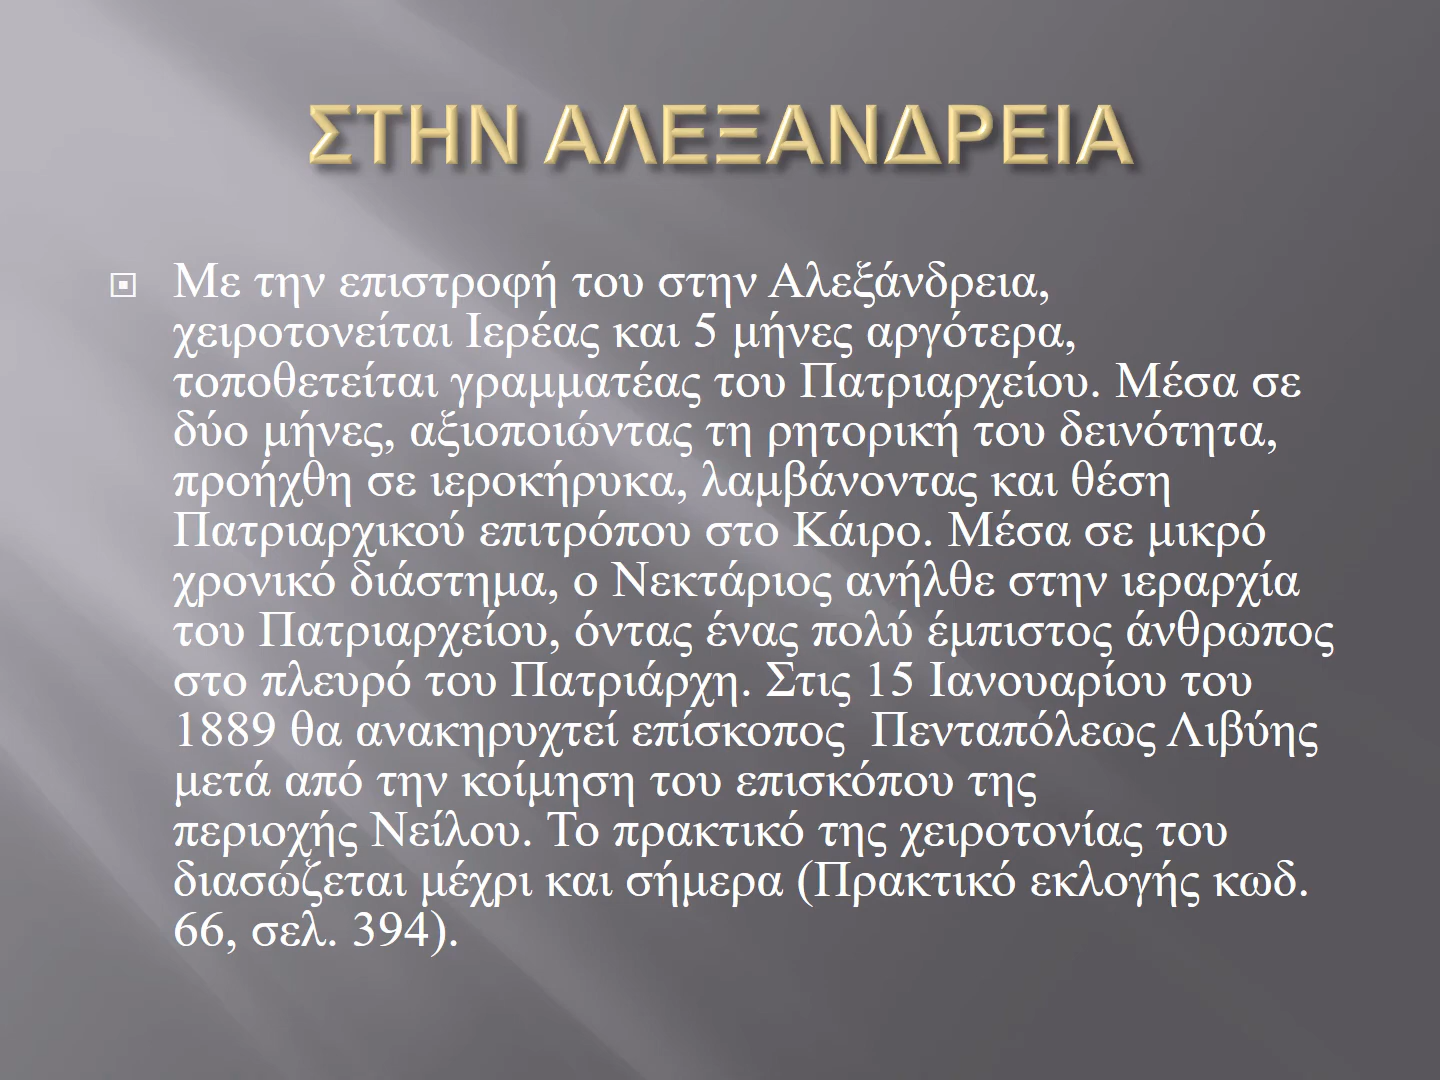 ΣΤΗΝ ΑΛΕΞΑΝΔΡΕΙΑ
Με την επιστροφή του στην Αλεξάνδρεια,
χειροτονείται Ιερέας και 5 μήνες αργότερα,
τοποθετείται γραμματέας του Πατριαρχείου. Μέσα σε
δύο μήνες, αξιοποιώντας τη ρητορική του δεινότητα,
προήχθη σε ιεροκήρυκα, λαμβάνοντας και θέση
Πατριαρχικού επιτρόπου στο Κάιρο. Μέσα σε μικρό
χρονικό διάστημα, ο Νεκτάριος ανήλθε στην ιεραρχία
του Πατριαρχείου, όντας ένας πολύ έμπιστος άνθρωπος
στο πλευρό του Πατριάρχη. Στις 15 Ιανουαρίου του
1889 θα ανακηρυχτεί επίσκοπος  Πενταπόλεως Λιβύης
μετά από την κοίμηση του επισκόπου της
περιοχής Νείλου. Το πρακτικό της χειροτονίας του
διασώζεται μέχρι και σήμερα (Πρακτικό εκλογής κωδ.
66, σελ. 394).